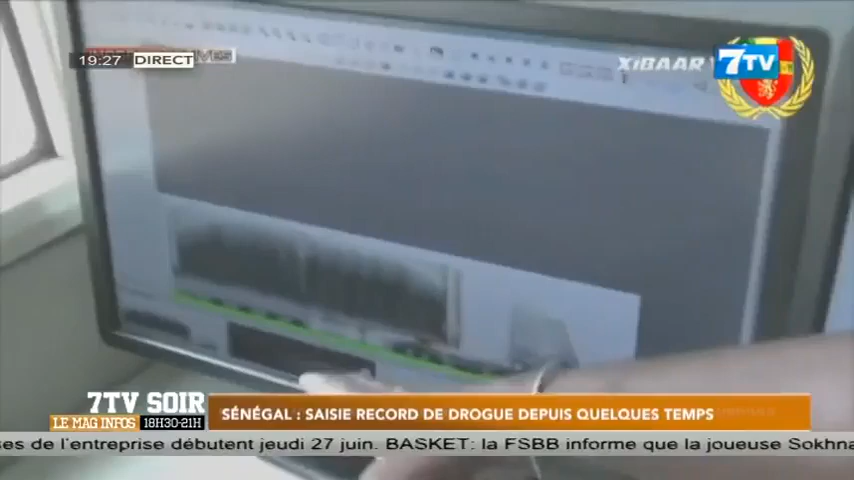 19:27 DIRECT
XIBAAR
7TV
7TV SOIR
LE MAG INFOS 18H30-21H
SÉNÉGAL : SAISIE RECORD DE DROGUE DEPUIS QUELQUES TEMPS
ses de l'entreprise débutent jeudi 27 juin. BASKET: la FSBB informe que la joueuse Sokhna